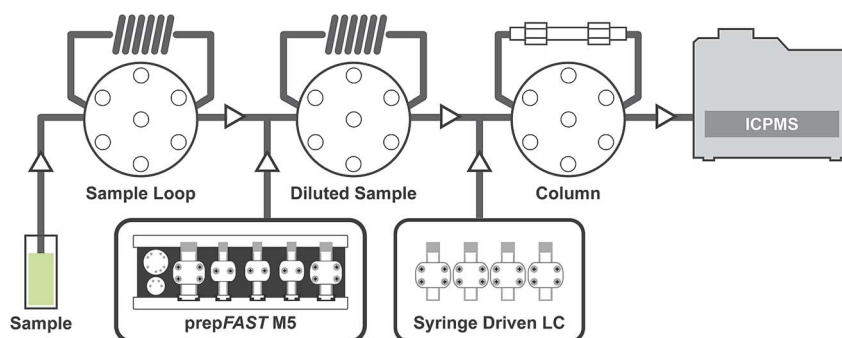 ICPMS
Sample Loop
Diluted Sample
Column
Sample
prepFAST M5
Syringe Driven LC